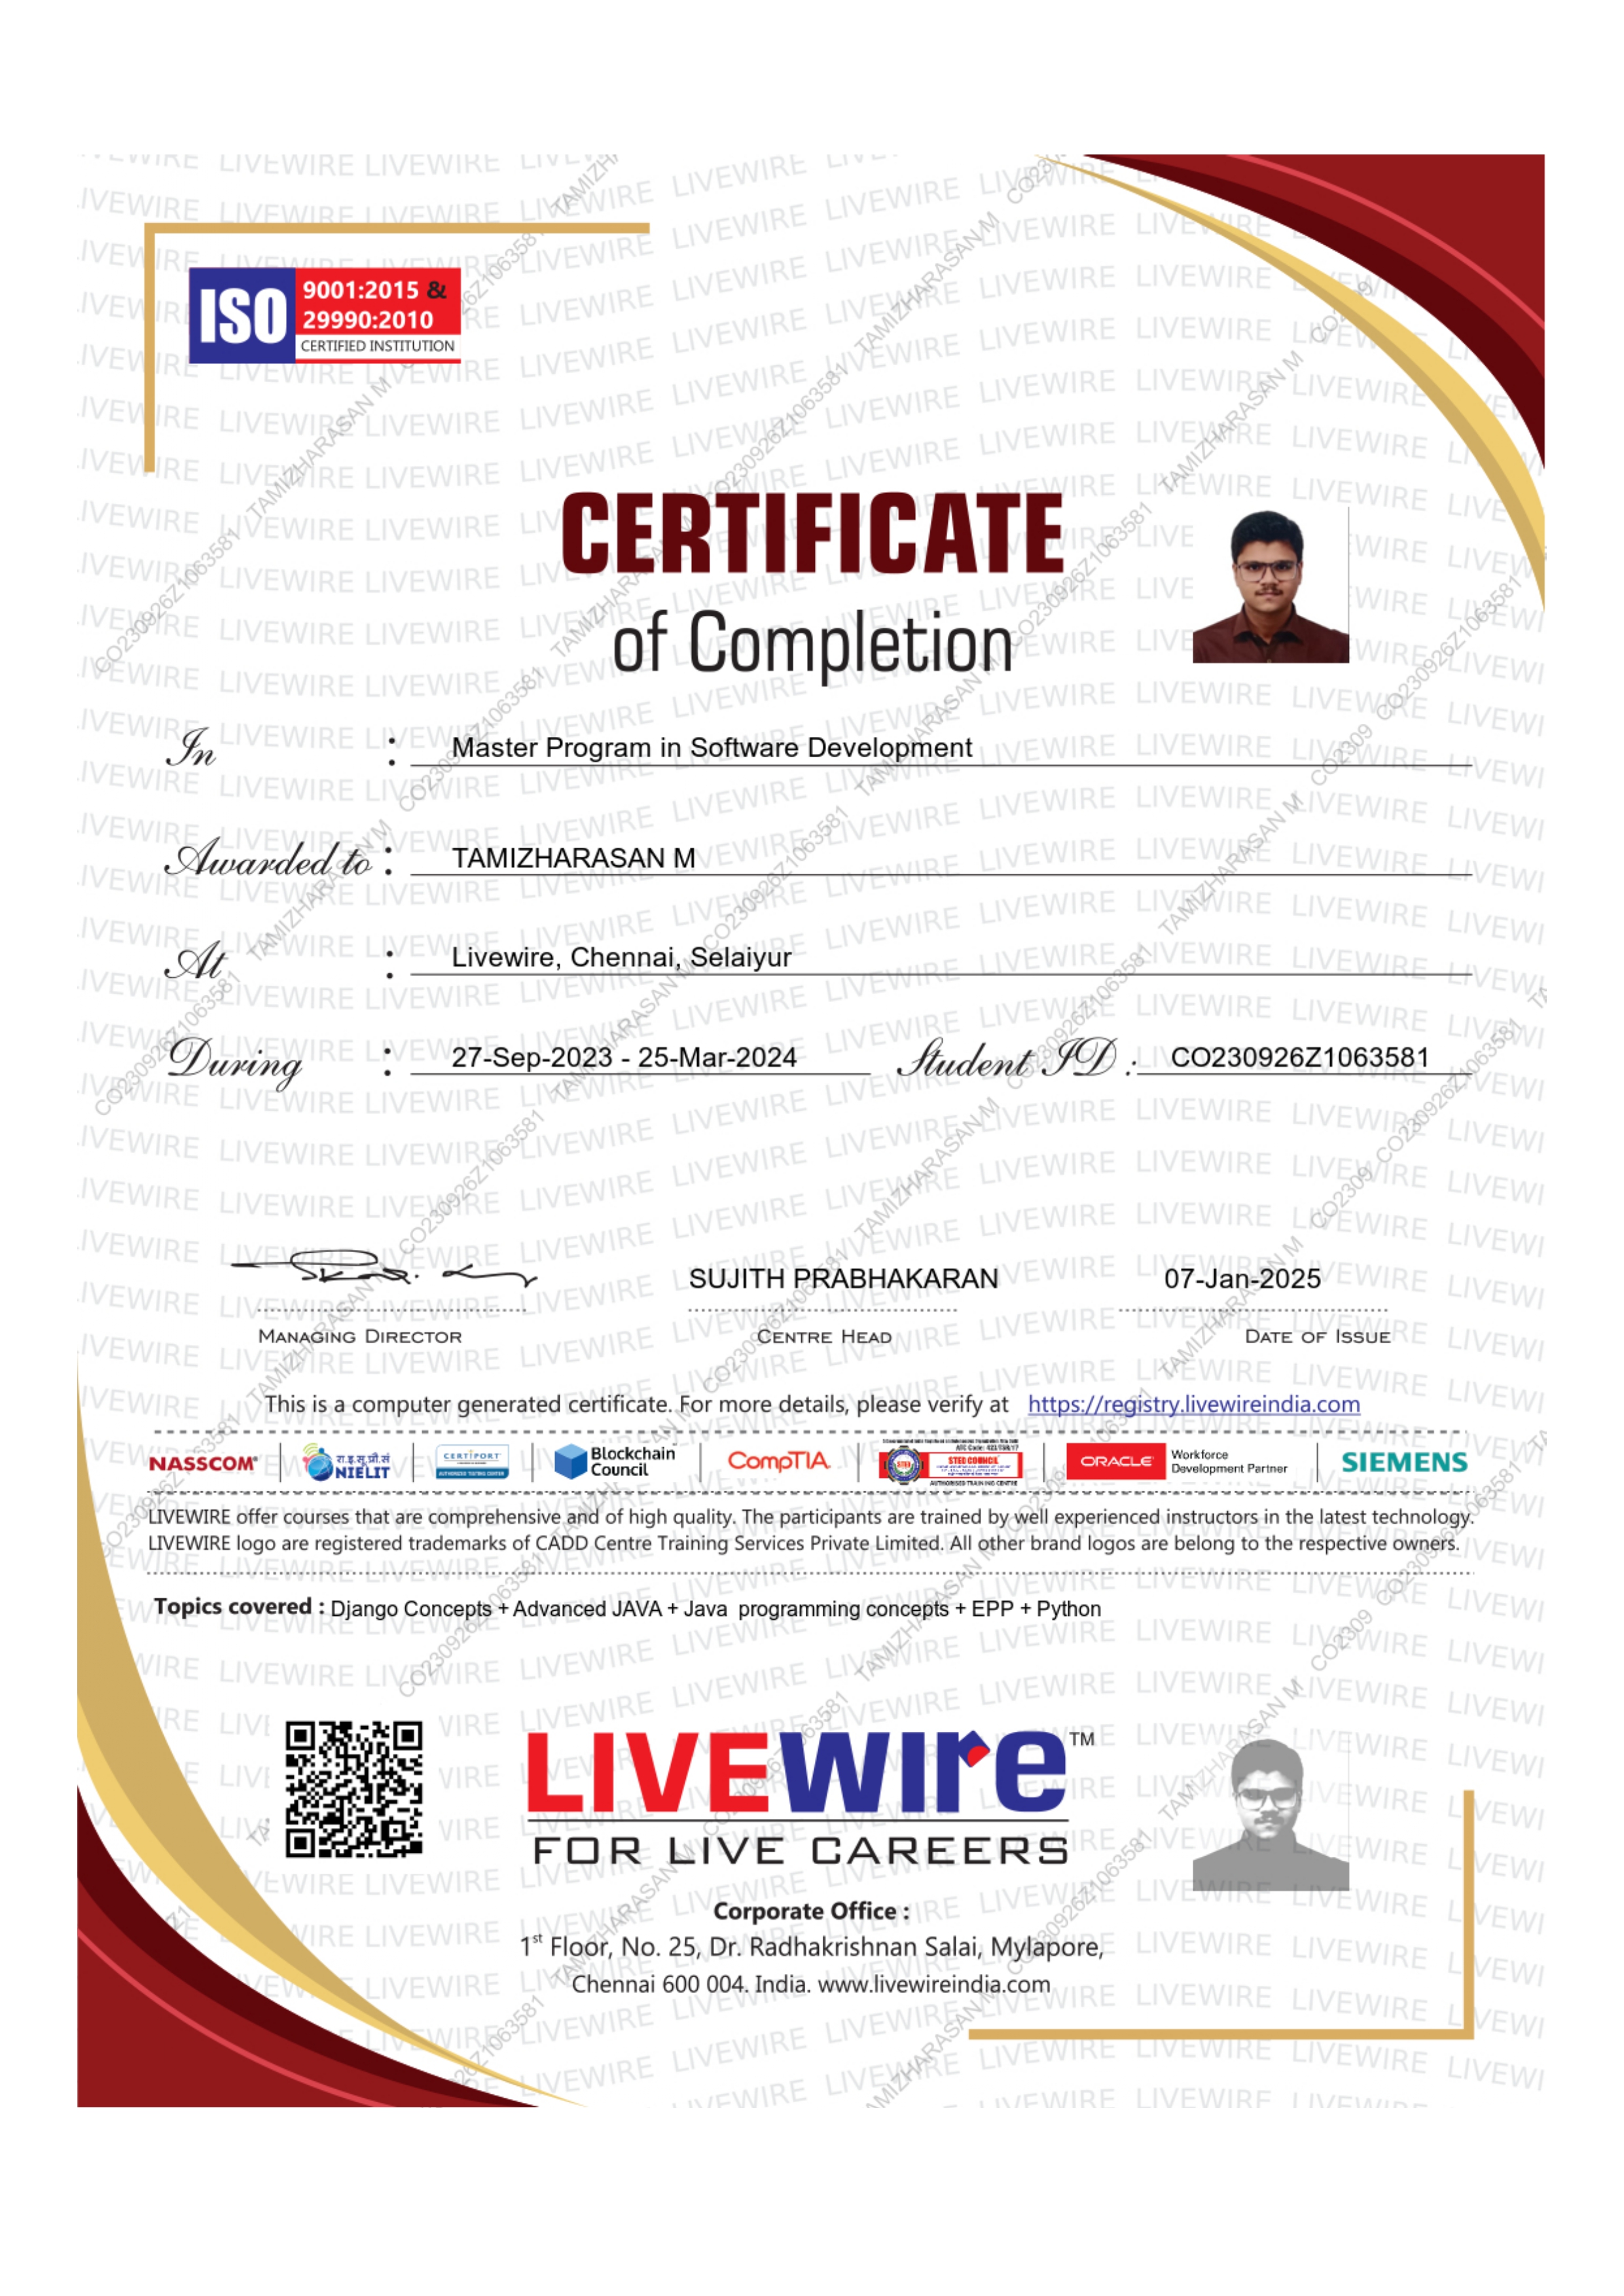 ISO 9001:2015 &
29990:2010
CERTIFIED INSTITUTION
CERTIFICATE
of Completion
In : Master Program in Software Development
Awarded to : TAMIZHARASAN M
At : Livewire, Chennai, Selaiyur
During : 27-Sep-2023 - 25-Mar-2024 Student ID : CO230926Z1063581
SUJITH PRABHAKARAN 07-Jan-2025
MANAGING DIRECTOR CENTRE HEAD DATE OF ISSUE
This is a computer generated certificate. For more details, please verify at https://registry.livewireindia.com
NASSCOM रा.इ.सू.प्रौ.सं NIELIT CERTIPORT AUTHORIZED TESTING CENTER Blockchain Council CompTIA STED COUNCIL AUTHORISED TRAINING CENTRE ORACLE Workforce Development Partner SIEMENS
LIVEWIRE offer courses that are comprehensive and of high quality. The participants are trained by well experienced instructors in the latest technology.
LIVEWIRE logo are registered trademarks of CADD Centre Training Services Private Limited. All other brand logos are belong to the respective owners.
Topics covered : Django Concepts + Advanced JAVA + Java programming concepts + EPP + Python
LIVEWIRE™
FOR LIVE CAREERS
Corporate Office :
1st Floor, No. 25, Dr. Radhakrishnan Salai, Mylapore,
Chennai 600 004. India. www.livewireindia.com